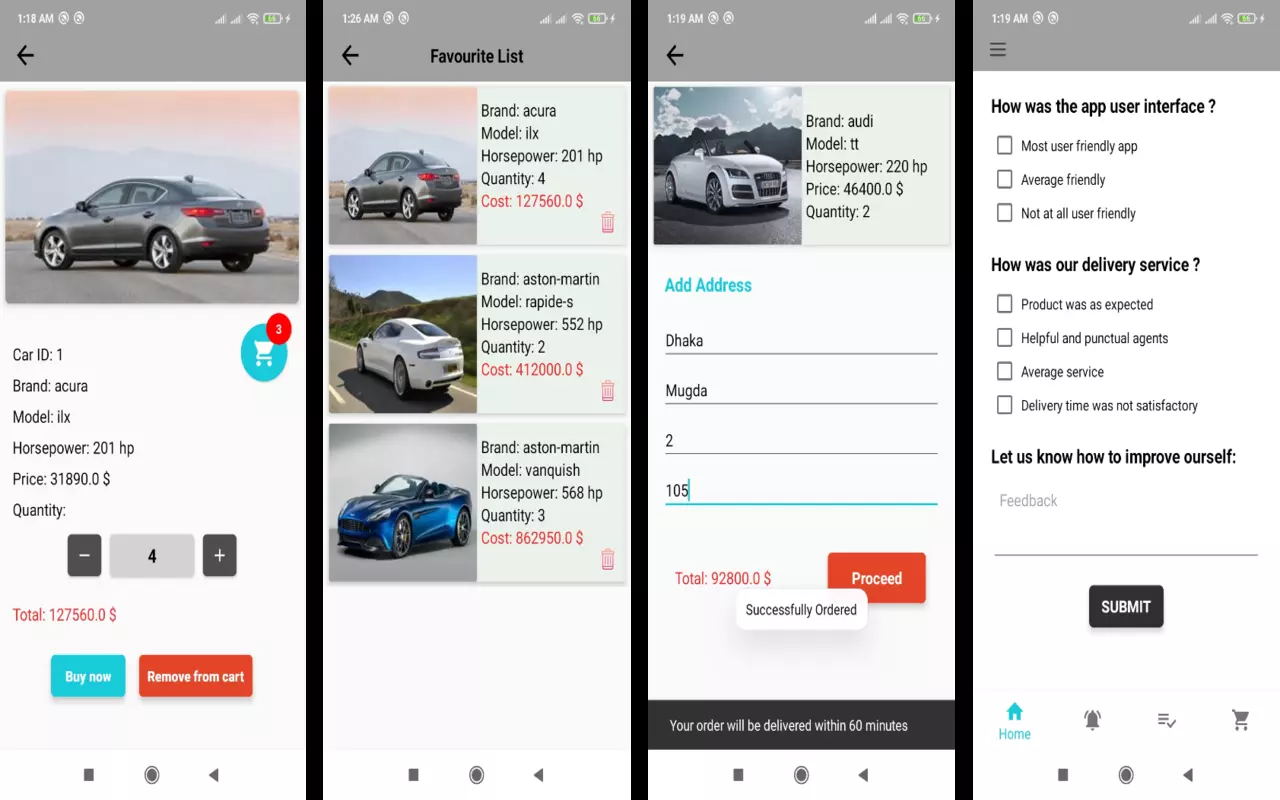 1:18 AM
66
3
Car ID: 1
Brand: acura
Model: ilx
Horsepower: 201 hp
Price: 31890.0 $
Quantity:
− 4 +
Total: 127560.0 $
Buy now Remove from cart
1:26 AM
66
Favourite List
Brand: acura
Model: ilx
Horsepower: 201 hp
Quantity: 4
Cost: 127560.0 $
Brand: aston-martin
Model: rapide-s
Horsepower: 552 hp
Quantity: 2
Cost: 412000.0 $
Brand: aston-martin
Model: vanquish
Horsepower: 568 hp
Quantity: 3
Cost: 862950.0 $
1:19 AM
66
Brand: audi
Model: tt
Horsepower: 220 hp
Price: 46400.0 $
Quantity: 2
Add Address
Dhaka
Mugda
2
105
Total: 92800.0 $ Proceed
Successfully Ordered
Your order will be delivered within 60 minutes
1:19 AM
66
How was the app user interface ?
Most user friendly app
Average friendly
Not at all user friendly
How was our delivery service ?
Product was as expected
Helpful and punctual agents
Average service
Delivery time was not satisfactory
Let us know how to improve ourself:
Feedback
SUBMIT
Home